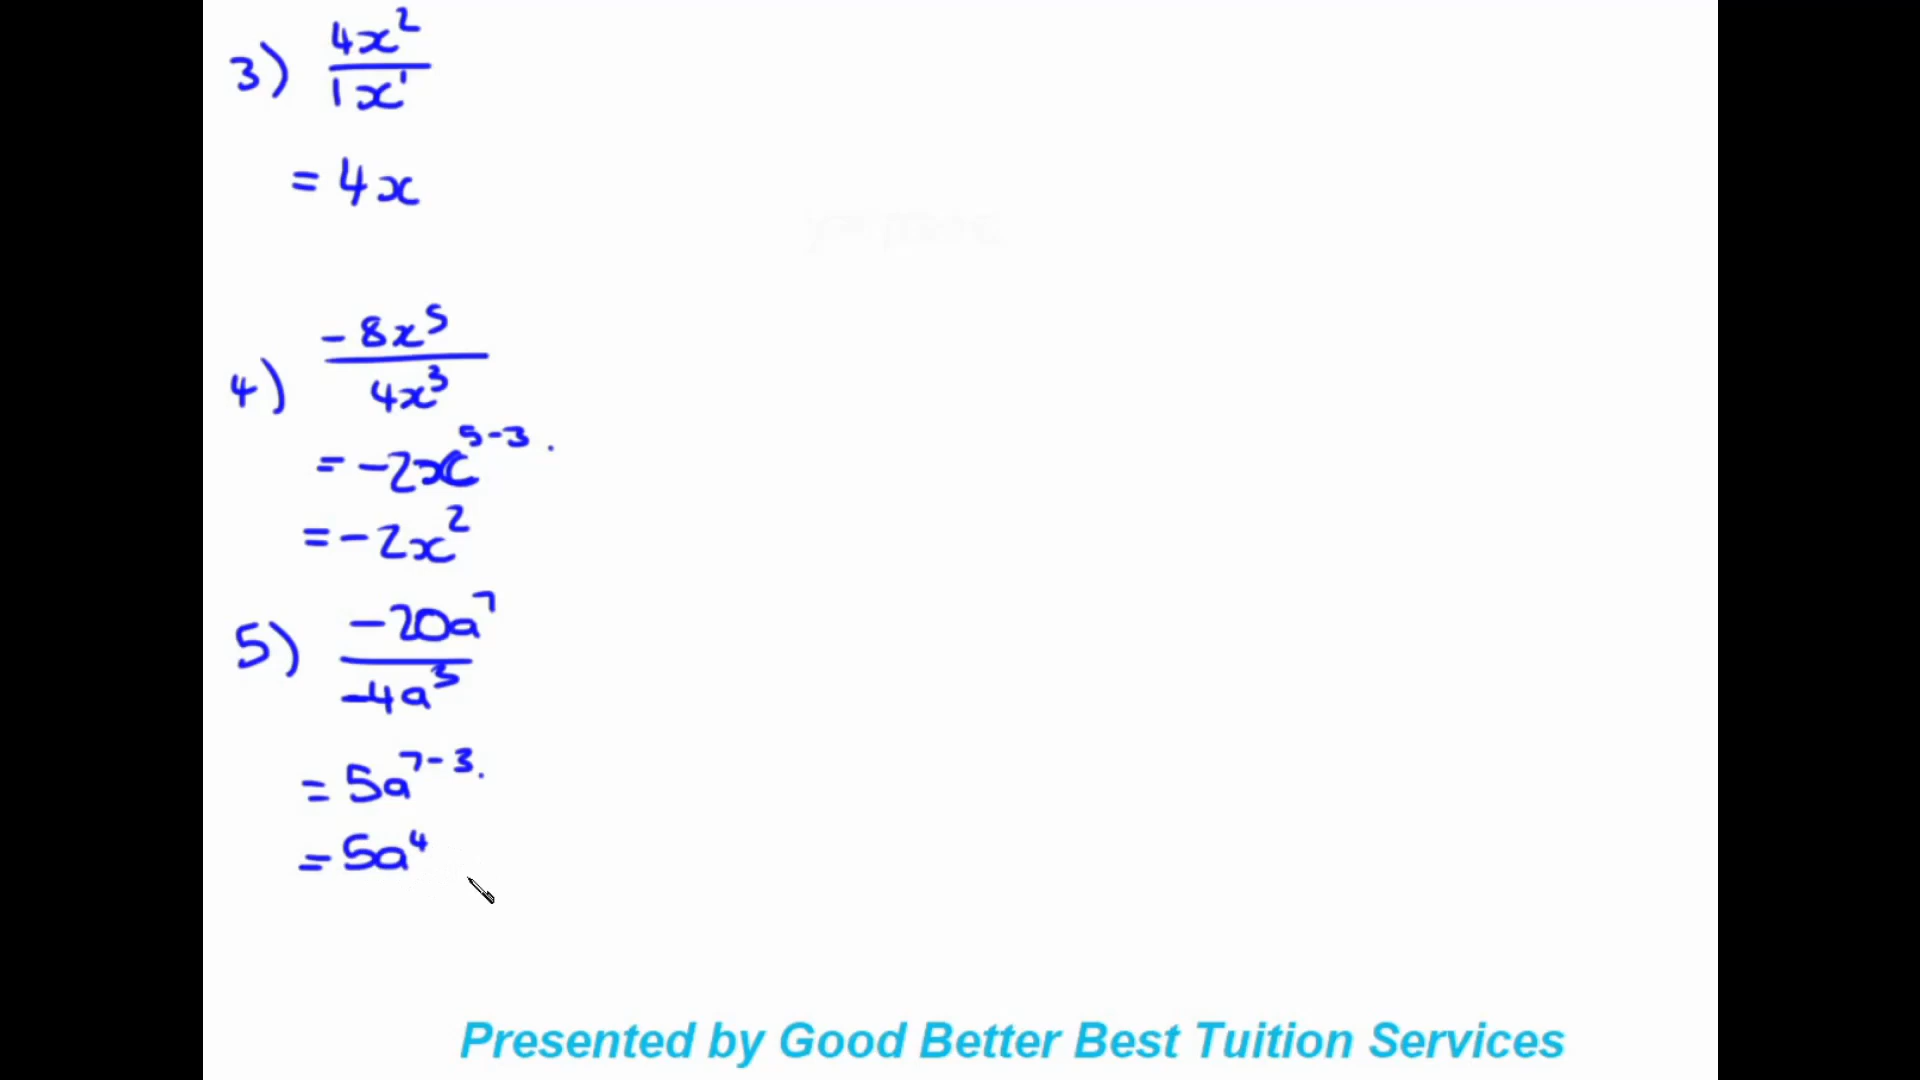 3) 4x²
1x¹
= 4x
y = mx + c
4) -8x⁵
4x³
= -2x⁵⁻³.
= -2x²
5) -20a⁷
-4a³
= 5a⁷⁻³.
= 5a⁴
Presented by Good Better Best Tuition Services